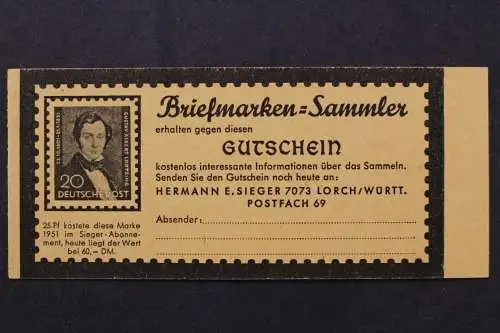 Briefmarken=Sammler
erhalten gegen diesen
GUTSCHEIN
kostenlos interessante Informationen über das Sammeln.
Senden Sie den Gutschein noch heute an:
HERMANN E. SIEGER 7073 LORCH/WÜRTT.
POSTFACH 69
Absender:
20
DEUTSCHE POST
25 Pf kostete diese Marke
1951 im Sieger-Abonne-
ment, heute liegt der Wert
bei 60,– DM.